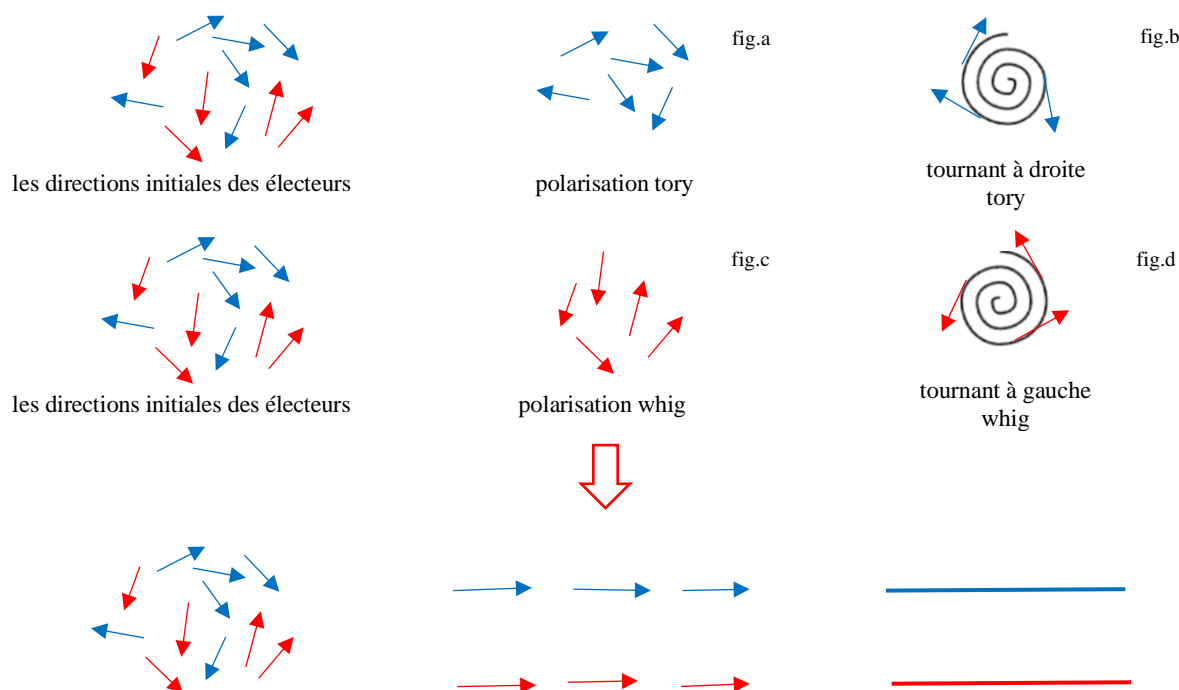 fig.a
fig.b
les directions initiales des électeurs
polarisation tory
tournant à droite
tory
fig.c
fig.d
les directions initiales des électeurs
polarisation whig
tournant à gauche
whig